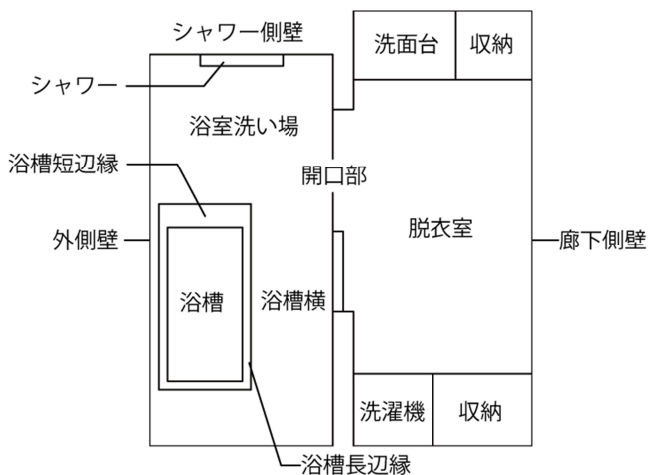 シャワー側壁
洗面台
収納
シャワー
浴室洗い場
浴槽短辺縁
開口部
外側壁
脱衣室
廊下側壁
浴槽
浴槽横
洗濯機
収納
浴槽長辺縁